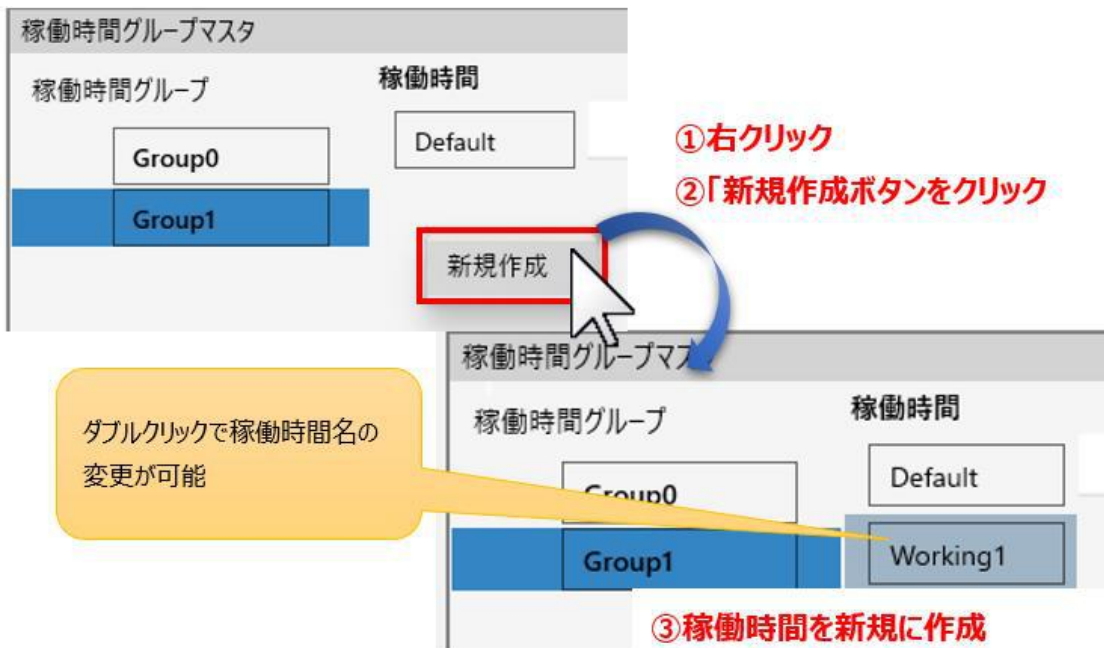 稼働時間グループマスタ
稼働時間グループ
稼働時間
Default
Group0
Group1
新規作成
①右クリック
②「新規作成ボタンをクリック
稼働時間グループマス
稼働時間グループ
稼働時間
Default
Group0
Group1
Working1
ダブルクリックで稼働時間名の
変更が可能
③稼働時間を新規に作成